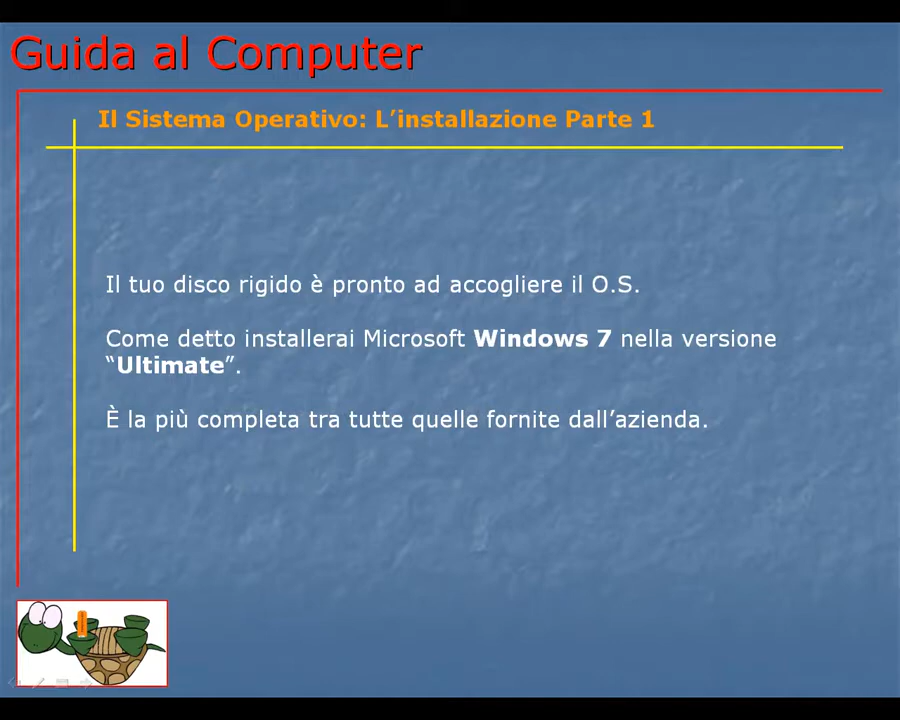 Guida al Computer
Il Sistema Operativo: L’installazione Parte 1
Il tuo disco rigido è pronto ad accogliere il O.S.
Come detto installerai Microsoft Windows 7 nella versione
“Ultimate”.
È la più completa tra tutte quelle fornite dall’azienda.